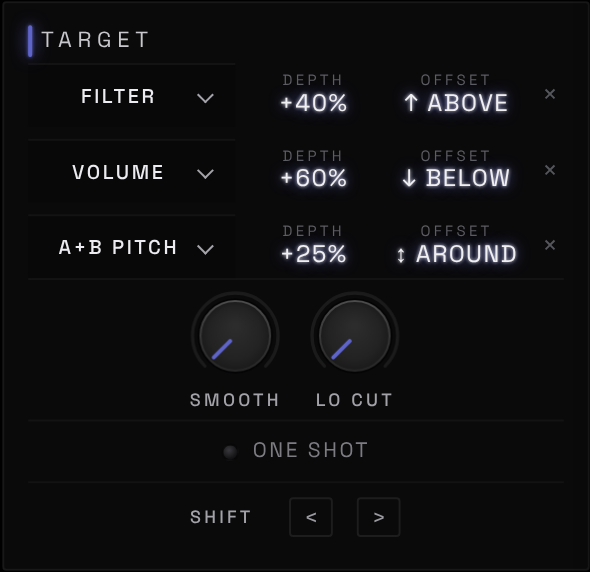 TARGET
FILTER DEPTH +40% OFFSET ↑ ABOVE ×
VOLUME DEPTH +60% OFFSET ↓ BELOW ×
A+B PITCH DEPTH +25% OFFSET ↕ AROUND ×
SMOOTH LO CUT
ONE SHOT
SHIFT < >